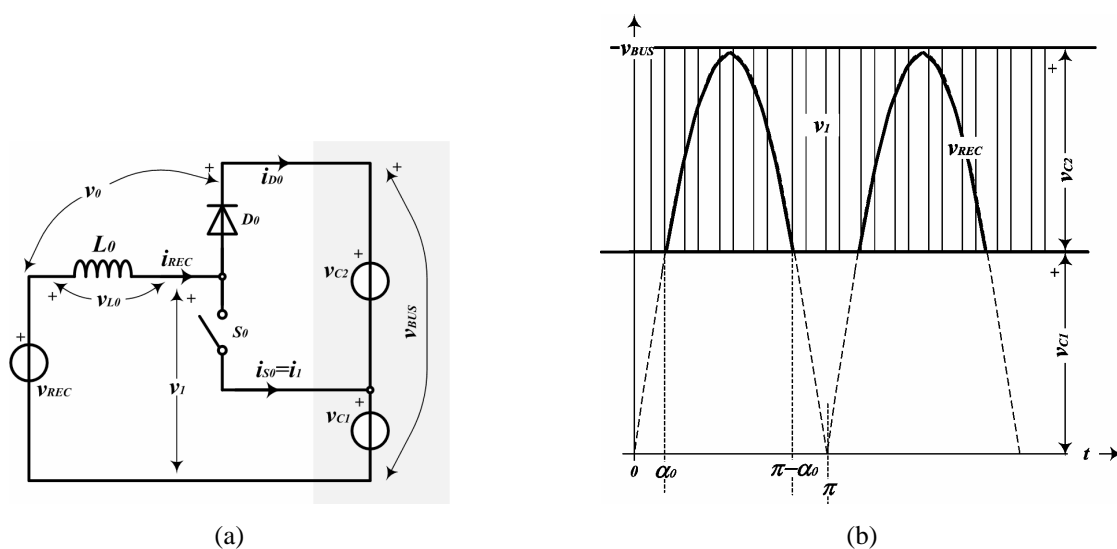 v0
+
iD0
+
D0
L0
iREC
+
vL0
+
vC2
vBUS
+
S0
iS0=i1
v1
+
vREC
+
vC1
(a)
vBUS
+
v1
vREC
vC2
+
vC1
0
α0
π−α0
π
t
(b)